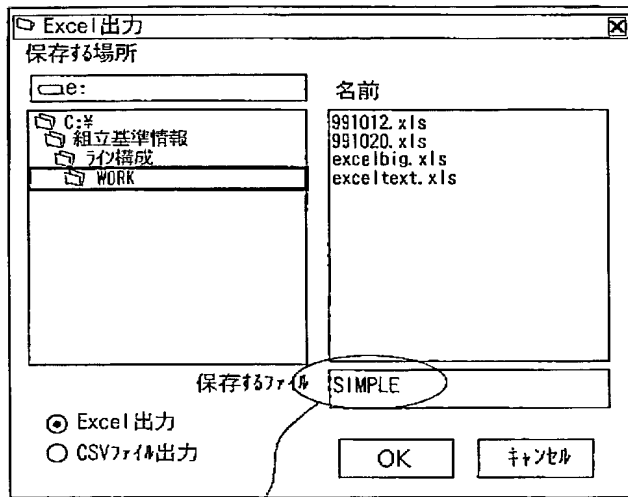 Excel出力
保存する場所
e:
名前
C:¥
組立基準情報
ﾗｲﾝ構成
WORK
991012.xls
991020.xls
excelbig.xls
exceltext.xls
保存するﾌｧｲﾙ
SIMPLE
Excel出力
CSVﾌｧｲﾙ出力
OK
ｷｬﾝｾﾙ